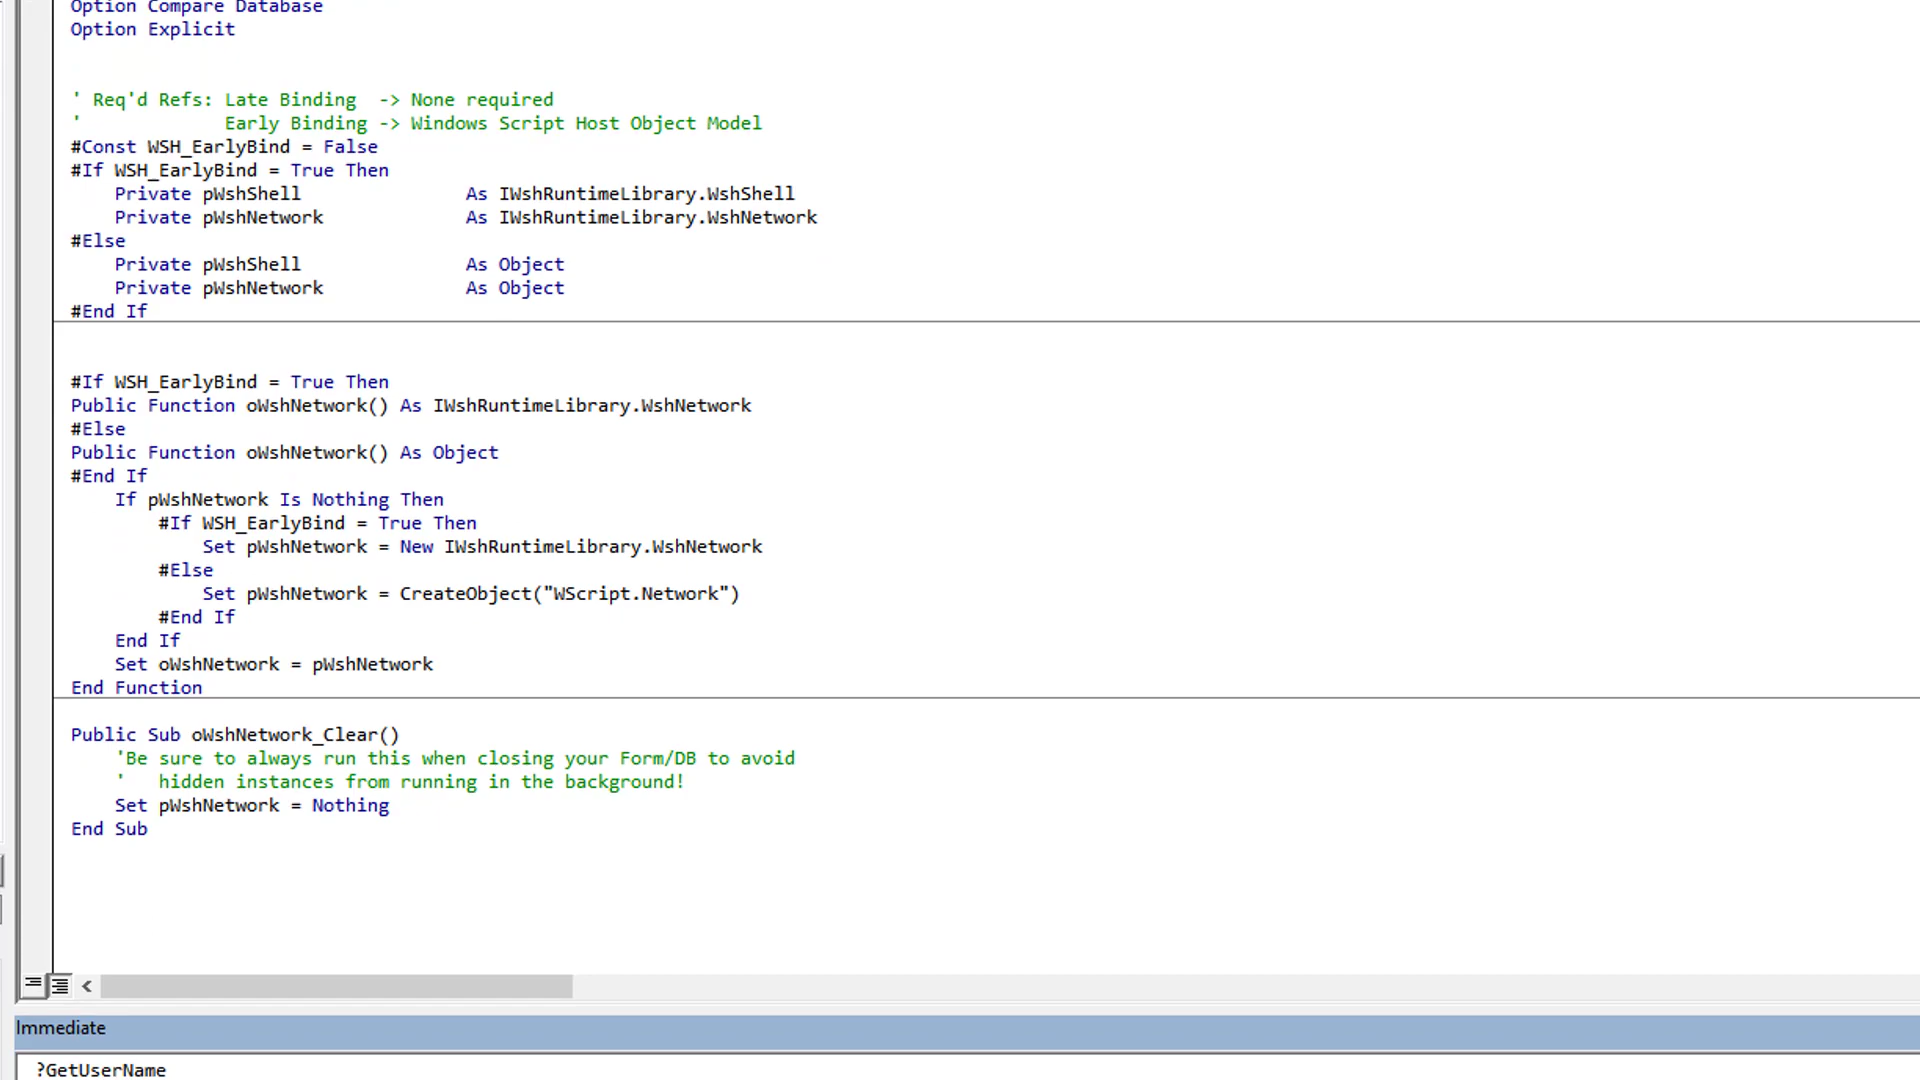 Option Compare Database
Option Explicit
' Req'd Refs: Late Binding  -> None required
'             Early Binding -> Windows Script Host Object Model
#Const WSH_EarlyBind = False
#If WSH_EarlyBind = True Then
    Private pWshShell               As IWshRuntimeLibrary.WshShell
    Private pWshNetwork             As IWshRuntimeLibrary.WshNetwork
#Else
    Private pWshShell               As Object
    Private pWshNetwork             As Object
#End If
#If WSH_EarlyBind = True Then
Public Function oWshNetwork() As IWshRuntimeLibrary.WshNetwork
#Else
Public Function oWshNetwork() As Object
#End If
    If pWshNetwork Is Nothing Then
        #If WSH_EarlyBind = True Then
            Set pWshNetwork = New IWshRuntimeLibrary.WshNetwork
        #Else
            Set pWshNetwork = CreateObject("WScript.Network")
        #End If
    End If
    Set oWshNetwork = pWshNetwork
End Function
Public Sub oWshNetwork_Clear()
    'Be sure to always run this when closing your Form/DB to avoid
    '   hidden instances from running in the background!
    Set pWshNetwork = Nothing
End Sub
Immediate
?GetUserName